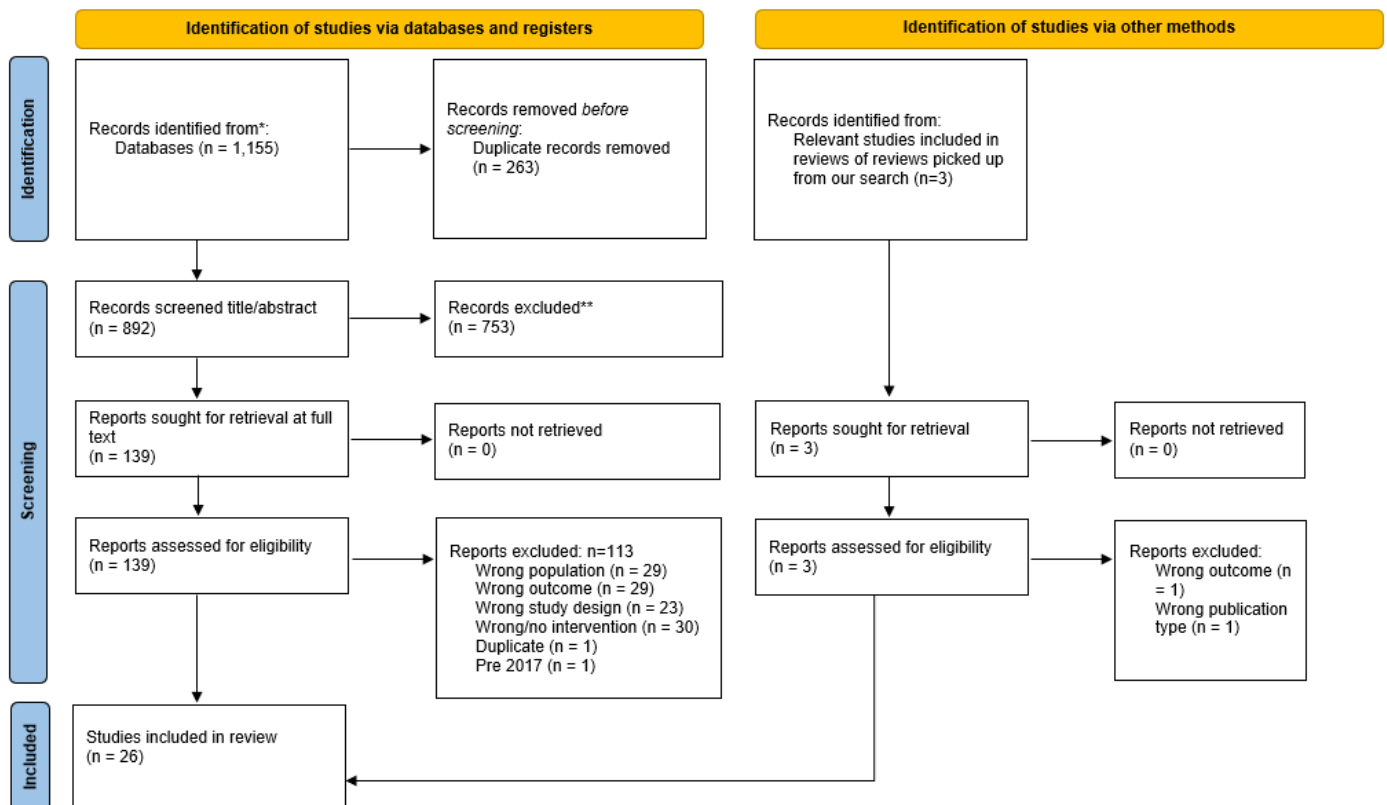 Identification of studies via databases and registers
Identification of studies via other methods
Identification
Records identified from*:
Databases (n = 1,155)
Records removed before
screening:
Duplicate records removed
(n = 263)
Records identified from:
Relevant studies included in
reviews of reviews picked up
from our search (n=3)
Screening
Records screened title/abstract
(n = 892)
Records excluded**
(n = 753)
Reports sought for retrieval at full
text
(n = 139)
Reports not retrieved
(n = 0)
Reports sought for retrieval
(n = 3)
Reports not retrieved
(n = 0)
Reports assessed for eligibility
(n = 139)
Reports excluded: n=113
Wrong population (n = 29)
Wrong outcome (n = 29)
Wrong study design (n = 23)
Wrong/no intervention (n = 30)
Duplicate (n = 1)
Pre 2017 (n = 1)
Reports assessed for eligibility
(n = 3)
Reports excluded:
Wrong outcome (n
= 1)
Wrong publication
type (n = 1)
Included
Studies included in review
(n = 26)